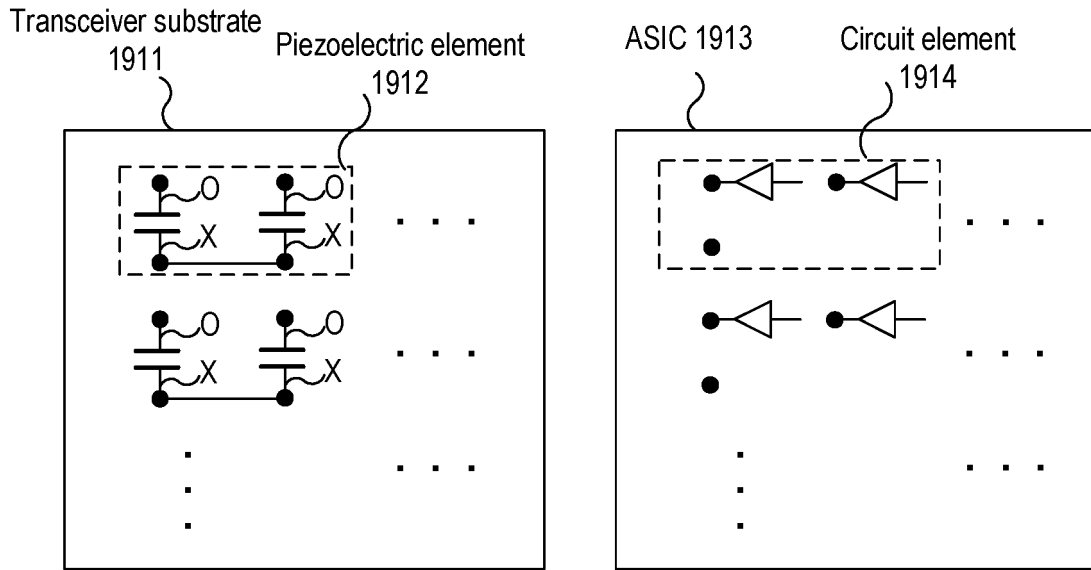 Transceiver substrate
1911
Piezoelectric element
1912
ASIC 1913
Circuit element
1914
O
O
X
X
O
O
X
X